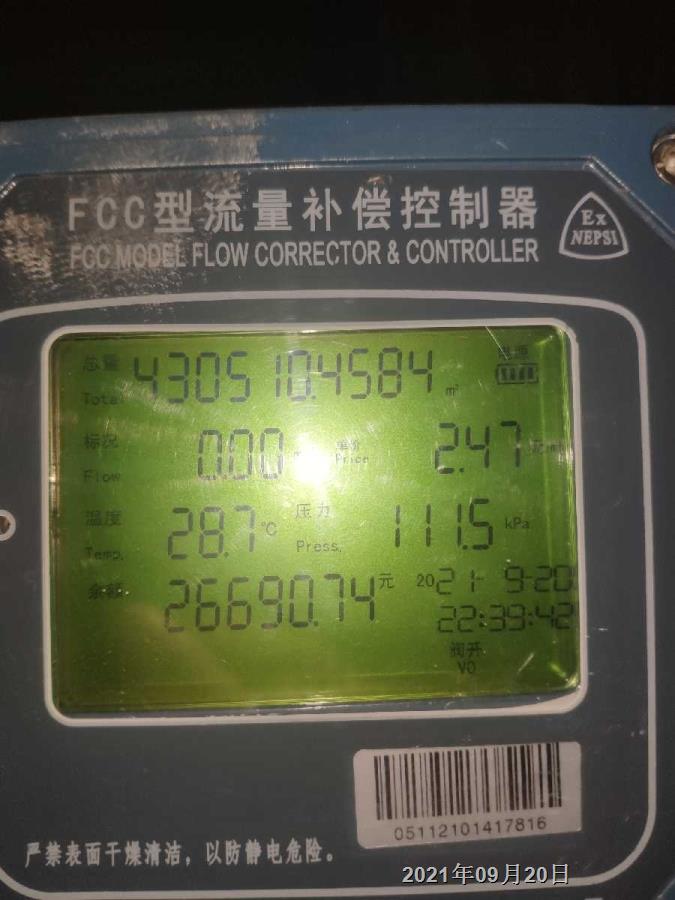 FCC型流量补偿控制器
FCC MODEL FLOW CORRECTOR & CONTROLLER
Ex
NEPSI
总量 4305 10.4584 m³
Total
电源
标况 0.00 单价 2.47
Flow Price
温度 28.7 ℃ 压力 111.5 kPa
Temp. Press.
余额 26690.74 元 2021- 9-20
22:39:42
阀开
VO
05112101417816
严禁表面干燥清洁，以防静电危险。
2021年09月20日